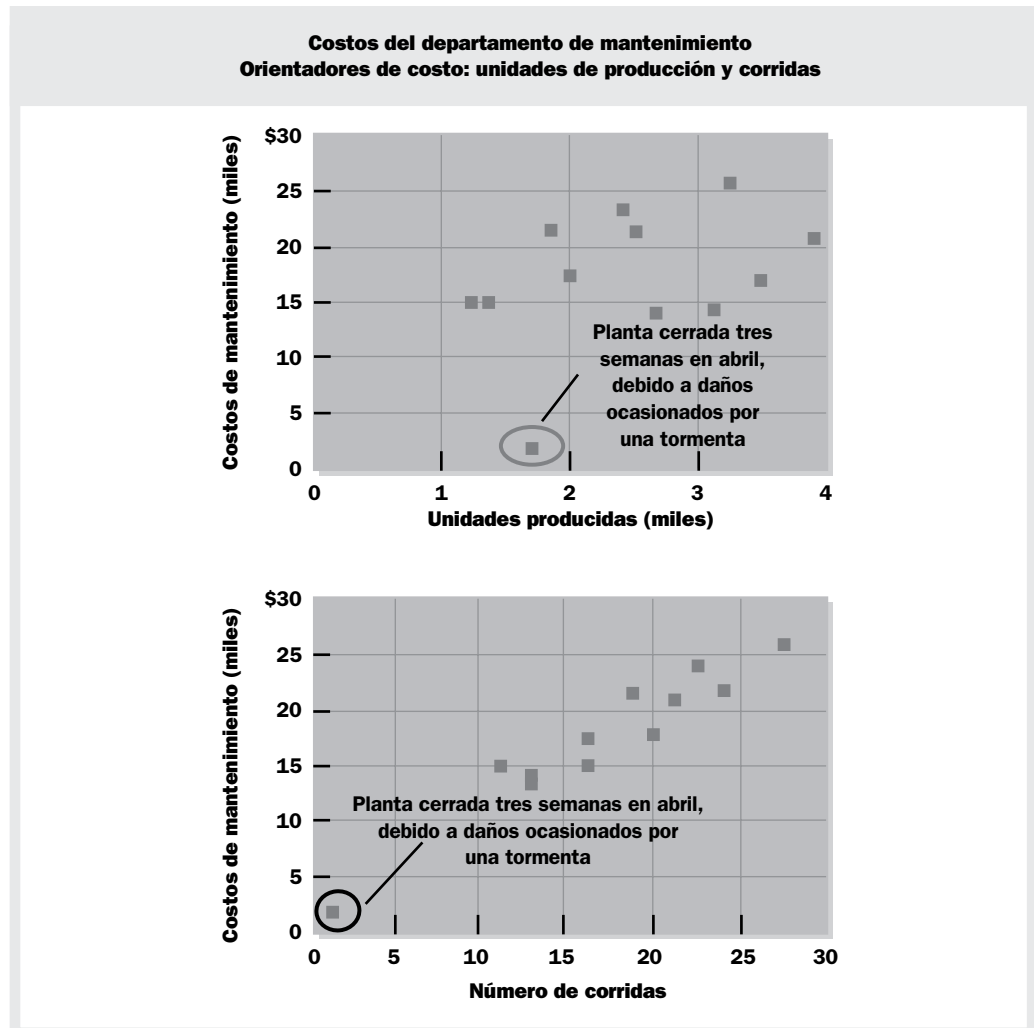 Costos del departamento de mantenimiento
Orientadores de costo: unidades de producción y corridas
Costos de mantenimiento (miles)
$30
25
20
15
10
5
0
Planta cerrada tres
semanas en abril,
debido a daños
ocasionados por
una tormenta
0 1 2 3 4
Unidades producidas (miles)
Costos de mantenimiento (miles)
$30
25
20
15
10
5
0
Planta cerrada tres semanas en abril,
debido a daños ocasionados por
una tormenta
0 5 10 15 20 25 30
Número de corridas